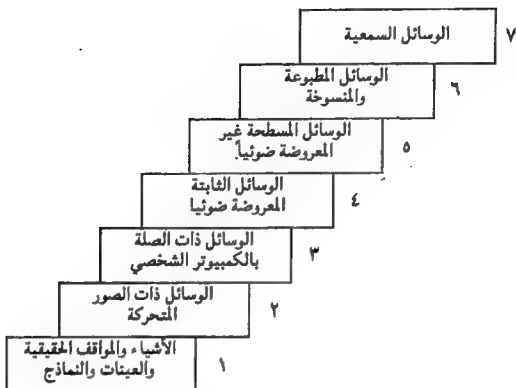 الوسائل السمعية ٧
الوسائل المطبوعة
والمنسوخة ٦
الوسائل المسطحة غير
المعروضة ضوئياً ٥
الوسائل الثابتة
المعروضة ضوئيا ٤
الوسائل ذات الصلة
بالكمبيوتر الشخصي ٣
الوسائل ذات الصور
المتحركة ٢
الأشياء والمواقف الحقيقية
والعينات والنماذج ١